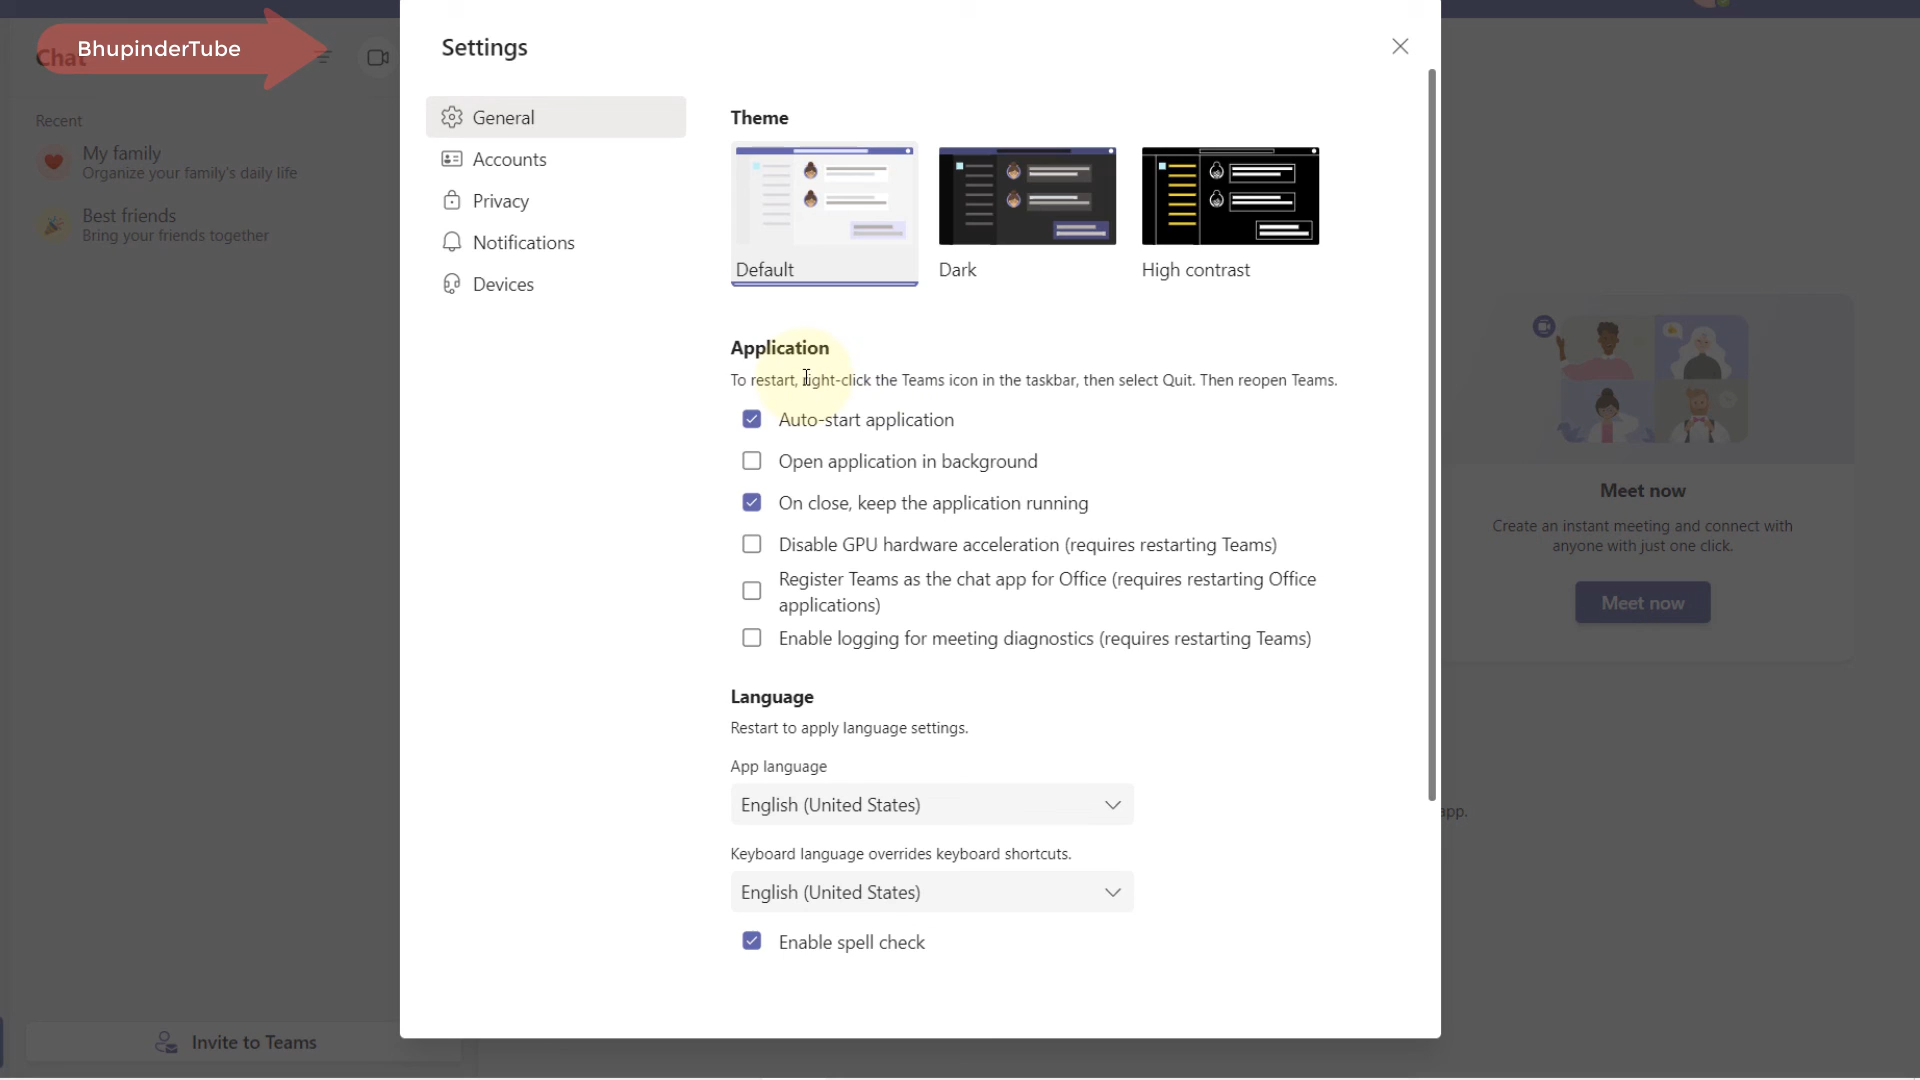 BhupinderTube
Chat
Recent
My family
Organize your family's daily life
Best friends
Bring your friends together
Invite to Teams
Settings
General
Accounts
Privacy
Notifications
Devices
Theme
Default
Dark
High contrast
Application
To restart, right-click the Teams icon in the taskbar, then select Quit. Then reopen Teams.
Auto-start application
Open application in background
On close, keep the application running
Disable GPU hardware acceleration (requires restarting Teams)
Register Teams as the chat app for Office (requires restarting Office
applications)
Enable logging for meeting diagnostics (requires restarting Teams)
Language
Restart to apply language settings.
App language
English (United States)
Keyboard language overrides keyboard shortcuts.
English (United States)
Enable spell check
Meet now
Create an instant meeting and connect with
anyone with just one click.
Meet now
app.